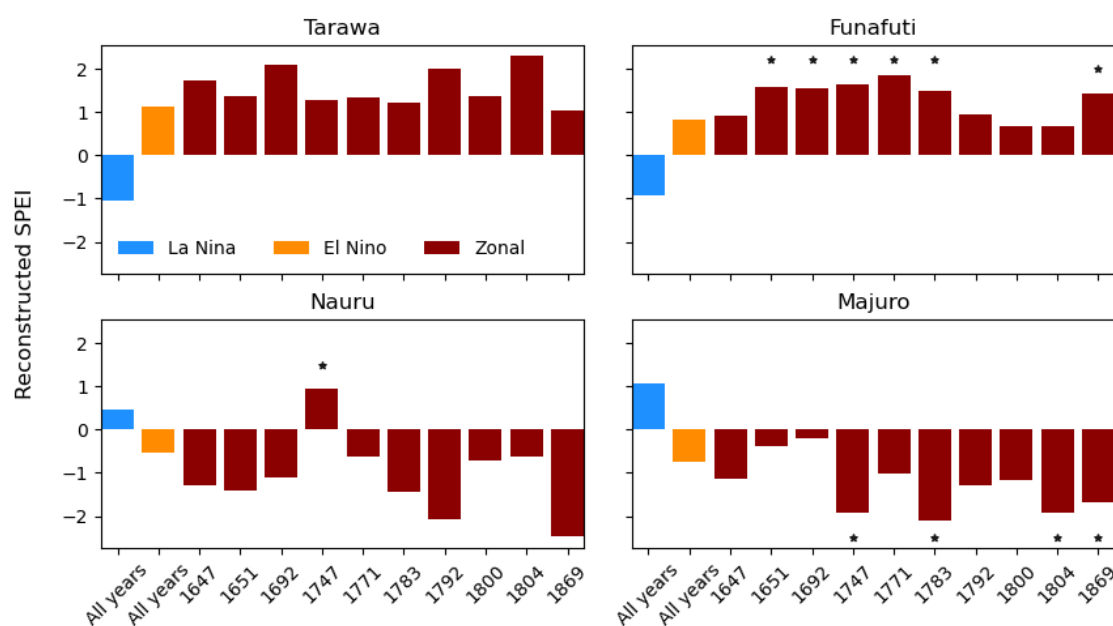 Tarawa
Funafuti
2
1
0
−1
−2
La Nina
El Nino
Zonal
Reconstructed SPEI
Nauru
Majuro
2
1
0
−1
−2
All years
All years
1647
1651
1692
1747
1771
1783
1792
1800
1804
1869
All years
All years
1647
1651
1692
1747
1771
1783
1792
1800
1804
1869